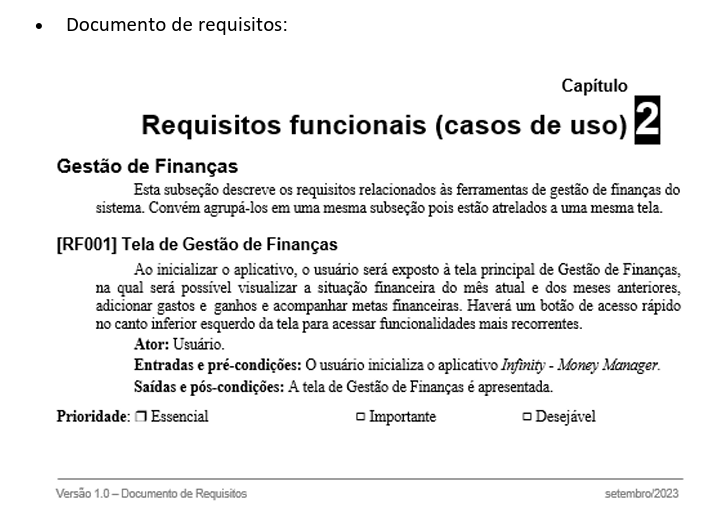 • Documento de requisitos:
Capítulo
Requisitos funcionais (casos de uso) 2
Gestão de Finanças
Esta subseção descreve os requisitos relacionados às ferramentas de gestão de finanças do
sistema. Convém agrupá-los em uma mesma subseção pois estão atrelados a uma mesma tela.
[RF001] Tela de Gestão de Finanças
Ao inicializar o aplicativo, o usuário será exposto à tela principal de Gestão de Finanças,
na qual será possível visualizar a situação financeira do mês atual e dos meses anteriores,
adicionar gastos e ganhos e acompanhar metas financeiras. Haverá um botão de acesso rápido
no canto inferior esquerdo da tela para acessar funcionalidades mais recorrentes.
Ator: Usuário.
Entradas e pré-condições: O usuário inicializa o aplicativo Infinity - Money Manager.
Saídas e pós-condições: A tela de Gestão de Finanças é apresentada.
Prioridade: ☐ Essencial ☐ Importante ☐ Desejável
Versão 1.0 – Documento de Requisitos setembro/2023